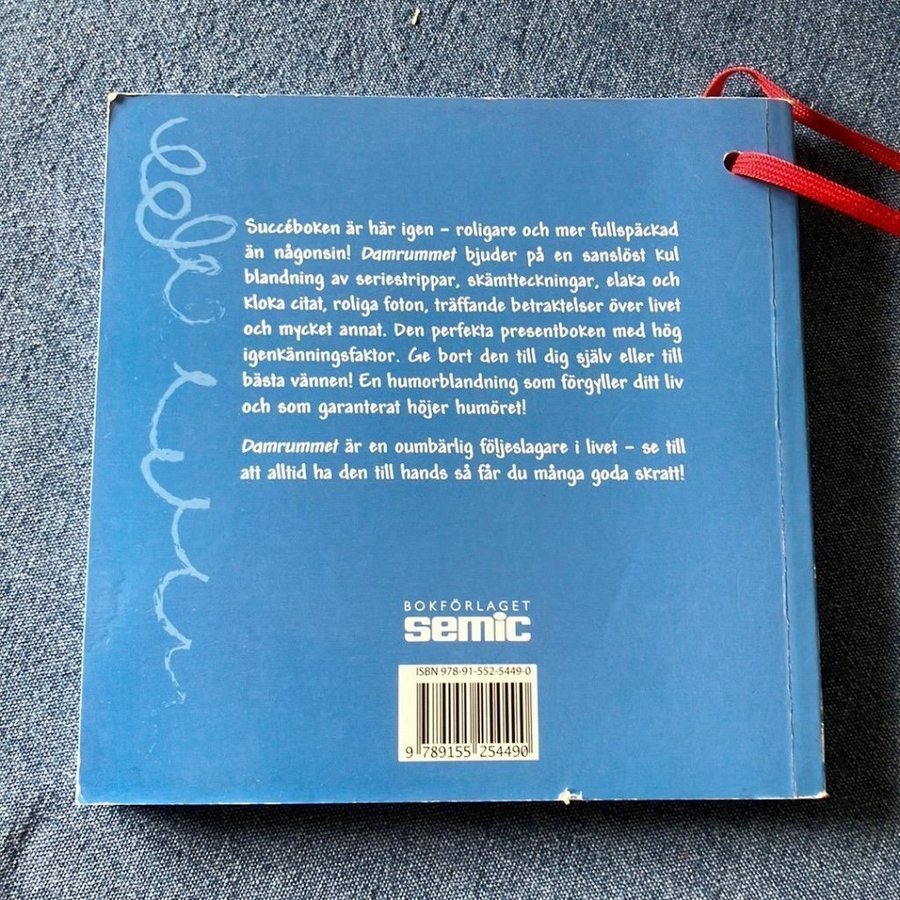 Succéboken är här igen – roligare och mer fullspäckad
än någonsin! Damrummet bjuder på en sanslöst kul
blandning av seriestrippar, skämtteckningar, elaka och
kloka citat, roliga foton, träffande betraktelser över livet
och mycket annat. Den perfekta presentboken med hög
igenkänningsfaktor. Ge bort den till dig själv eller till
bästa vännen! En humorblandning som förgyller ditt liv
och som garanterat höjer humöret!
Damrummet är en oumbärlig följeslagare i livet – se till
att alltid ha den till hands så får du många goda skratt!
BOKFÖRLAGET
semic
ISBN 978-91-552-5449-0
9 789155 254490